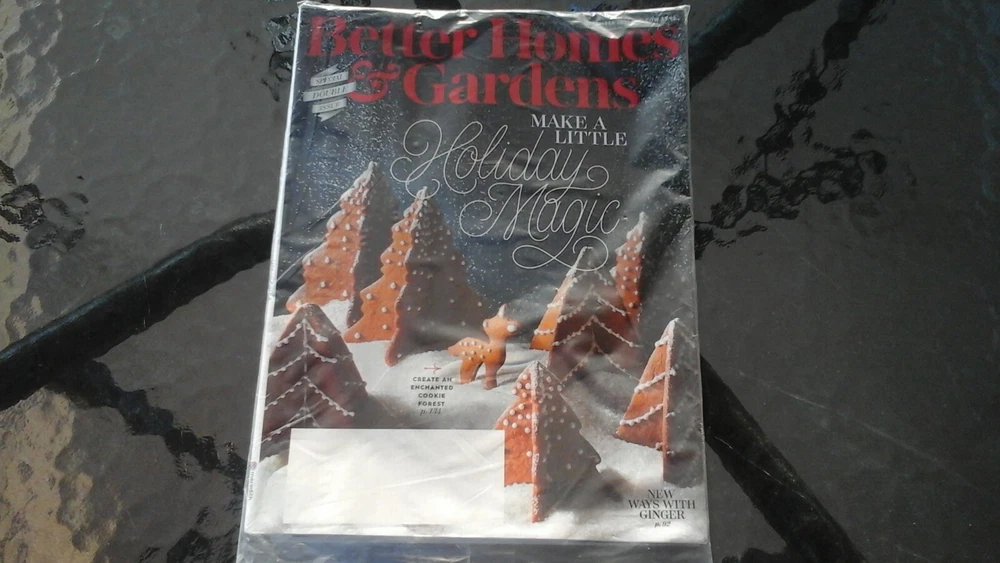 Better Homes
& Gardens
SPECIAL
DOUBLE
ISSUE
MAKE A
LITTLE
Holiday
Magic
CREATE AN
ENCHANTED
COOKIE
FOREST
NEW
WAYS WITH
GINGER
p. 92